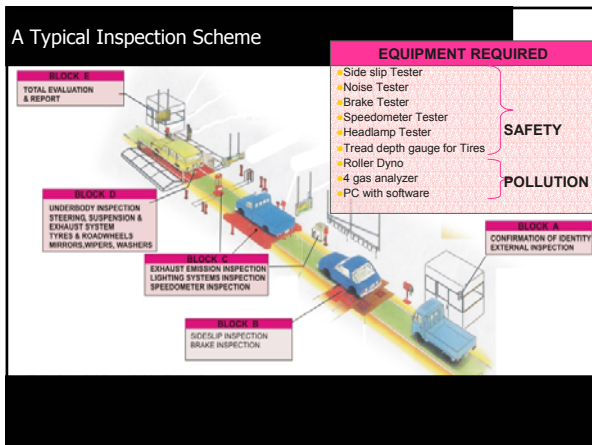 A Typical Inspection Scheme
EQUIPMENT REQUIRED
Side slip Tester
Noise Tester
Brake Tester
Speedometer Tester
Headlamp Tester
Tread depth gauge for Tires
SAFETY
Roller Dyno
4 gas analyzer
PC with software
POLLUTION
BLOCK E
TOTAL EVALUATION
& REPORT
BLOCK D
UNDERBODY INSPECTION
STEERING, SUSPENSION &
EXHAUST SYSTEM
TYRES & ROADWHEELS
MIRRORS,WIPERS, WASHERS
BLOCK C
EXHAUST EMISSION INSPECTION
LIGHTING SYSTEMS INSPECTION
SPEEDOMETER INSPECTION
BLOCK B
SIDESLIP INSPECTION
BRAKE INSPECTION
BLOCK A
CONFIRMATION OF IDENTITY
EXTERNAL INSPECTION